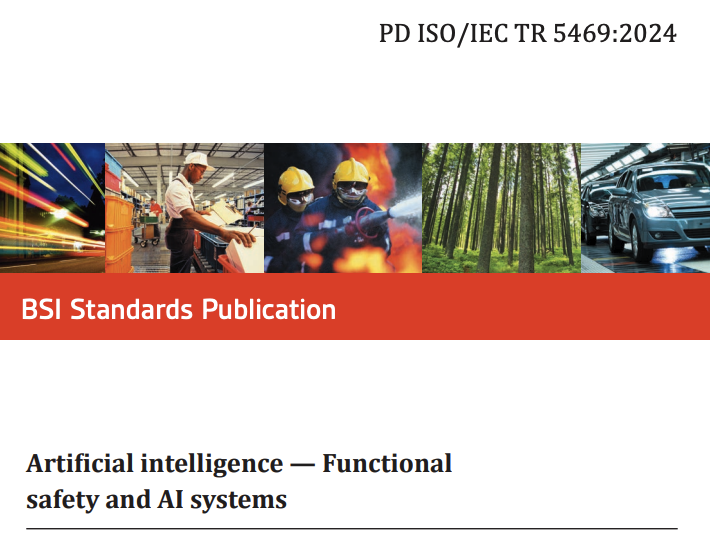 PD ISO/IEC TR 5469:2024
BSI Standards Publication
Artificial intelligence — Functional
safety and AI systems